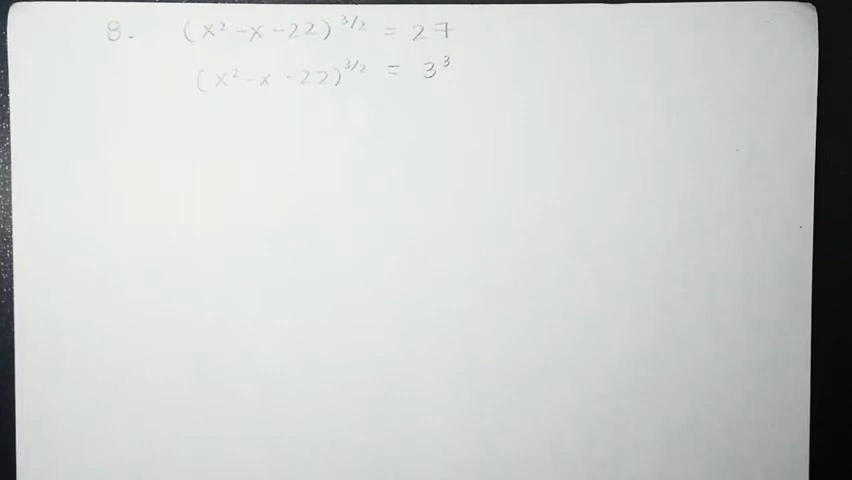 8. (x² - x - 22)^3/2 = 27
(x² - x - 22)^3/2 = 3³